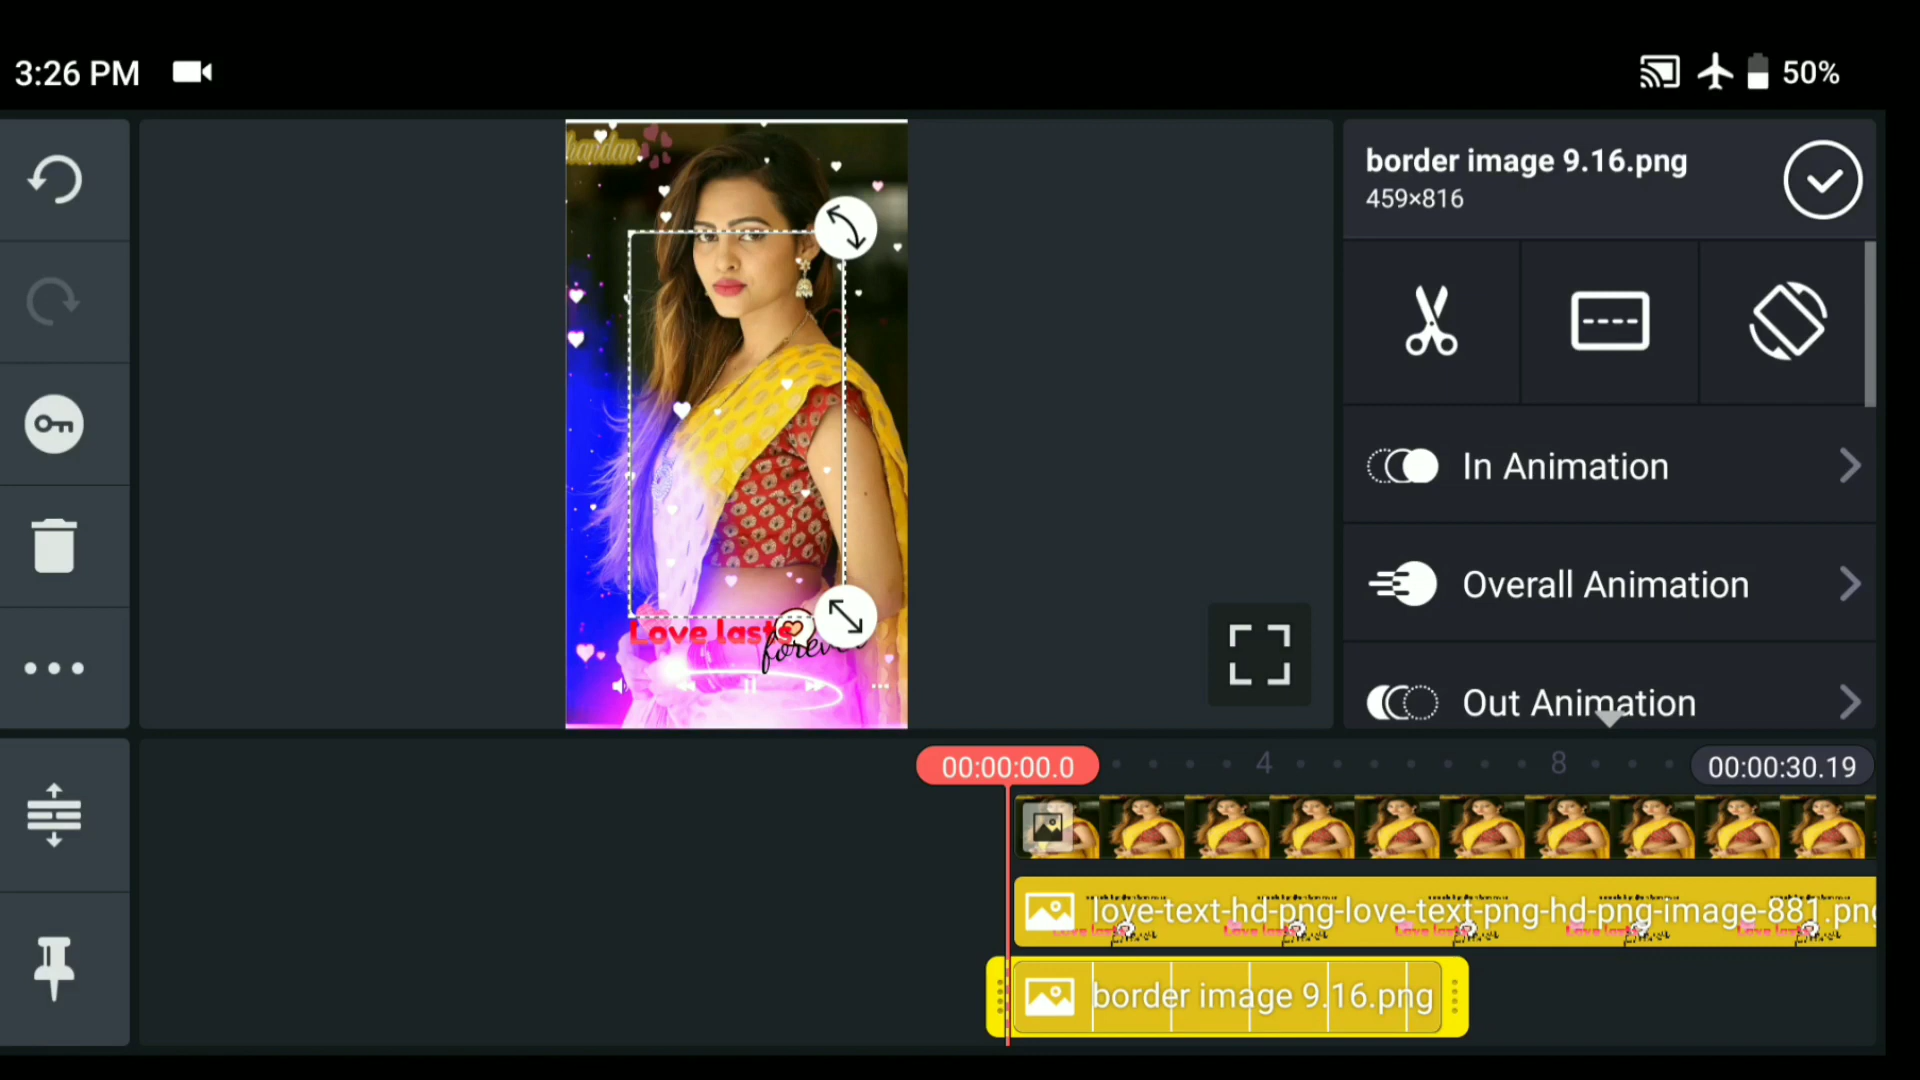 3:26 PM
50%
handan
Love lasts
forever
border image 9.16.png
459×816
In Animation
Overall Animation
Out Animation
00:00:00.0
4
8
00:00:30.19
love-text-hd-png-love-text-png-hd-png-image-881.png
border image 9.16.png